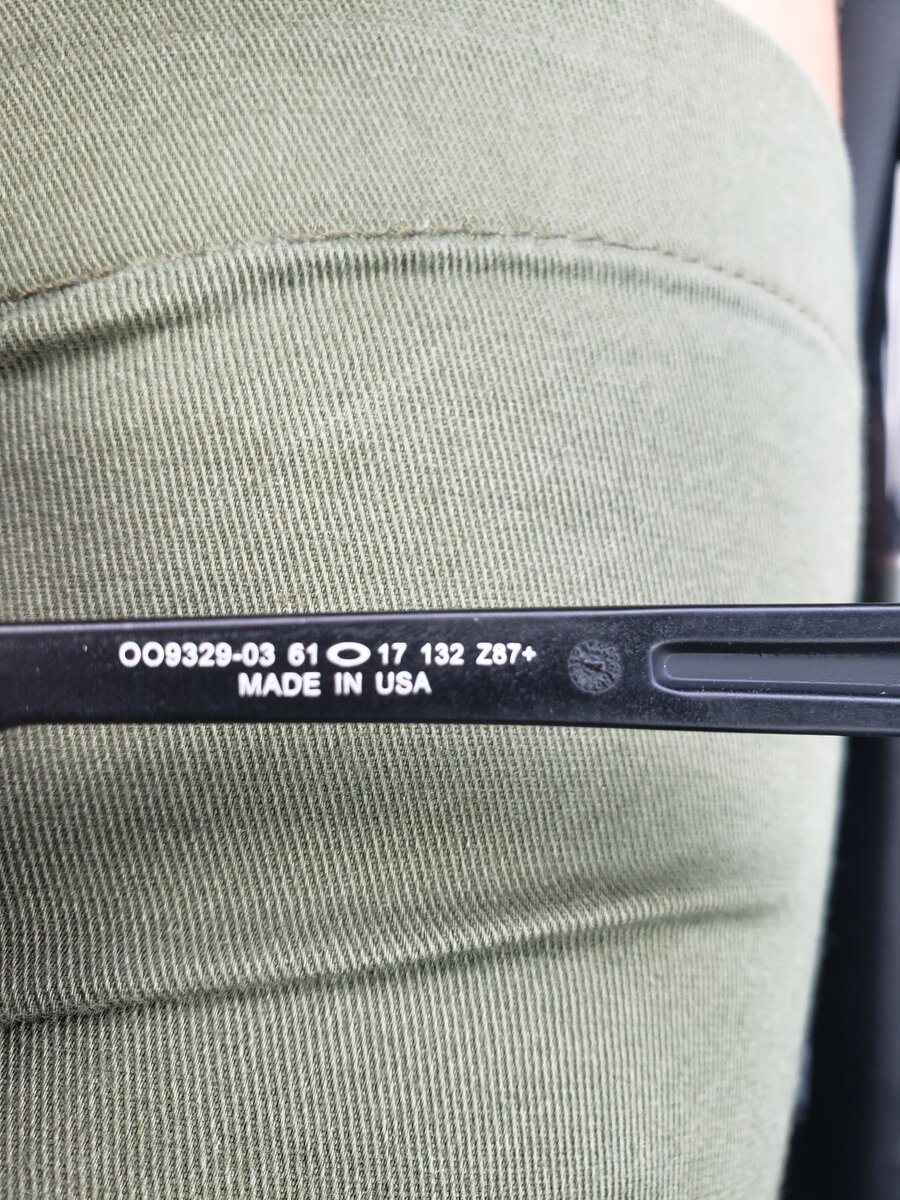 OO9329-03 61 17 132 Z87+
MADE IN USA